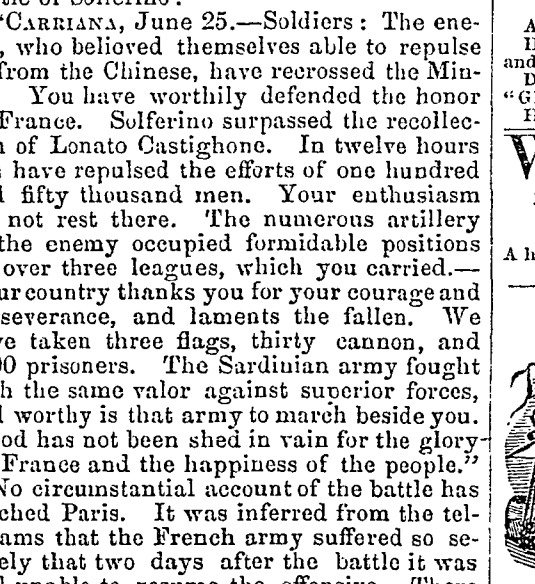 "CARRIANA, June 25.—Soldiers: The ene-
, who believed themselves able to repulse
from the Chinese, have recrossed the Min-
You have worthily defended the honor
France. Solferino surpassed the recollec-
n of Lonato Castighone. In twelve hours
have repulsed the efforts of one hundred
d fifty thousand men. Your enthusiasm
not rest there. The numerous artillery
the enemy occupied formidable positions
over three leagues, which you carried.—
ur country thanks you for your courage and
severance, and laments the fallen. We
ve taken three flags, thirty cannon, and
00 prisoners. The Sardinian army fought
h the same valor against superior forces,
d worthy is that army to march beside you.
ood has not been shed in vain for the glory
France and the happiness of the people."
No circumstantial account of the battle has
ched Paris. It was inferred from the tel-
ams that the French army suffered so se-
ely that two days after the battle it was
unable to resume the offensive. There
A
H
and
D
"G
H
W
A h